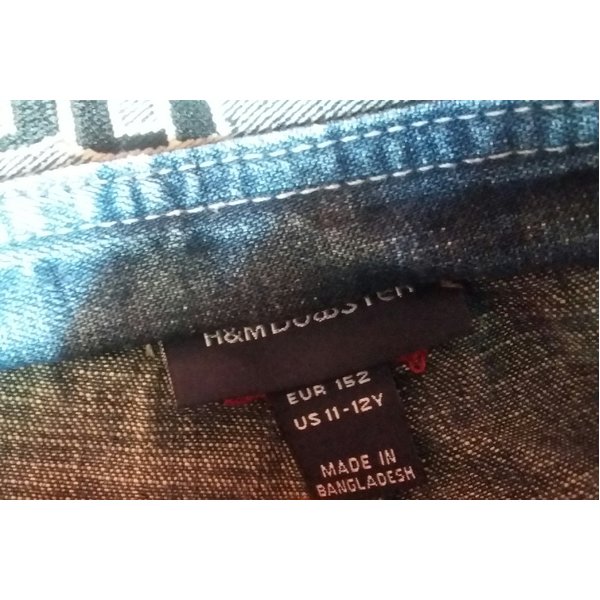 H&M
EUR 152
US 11-12Y
MADE IN
BANGLADESH